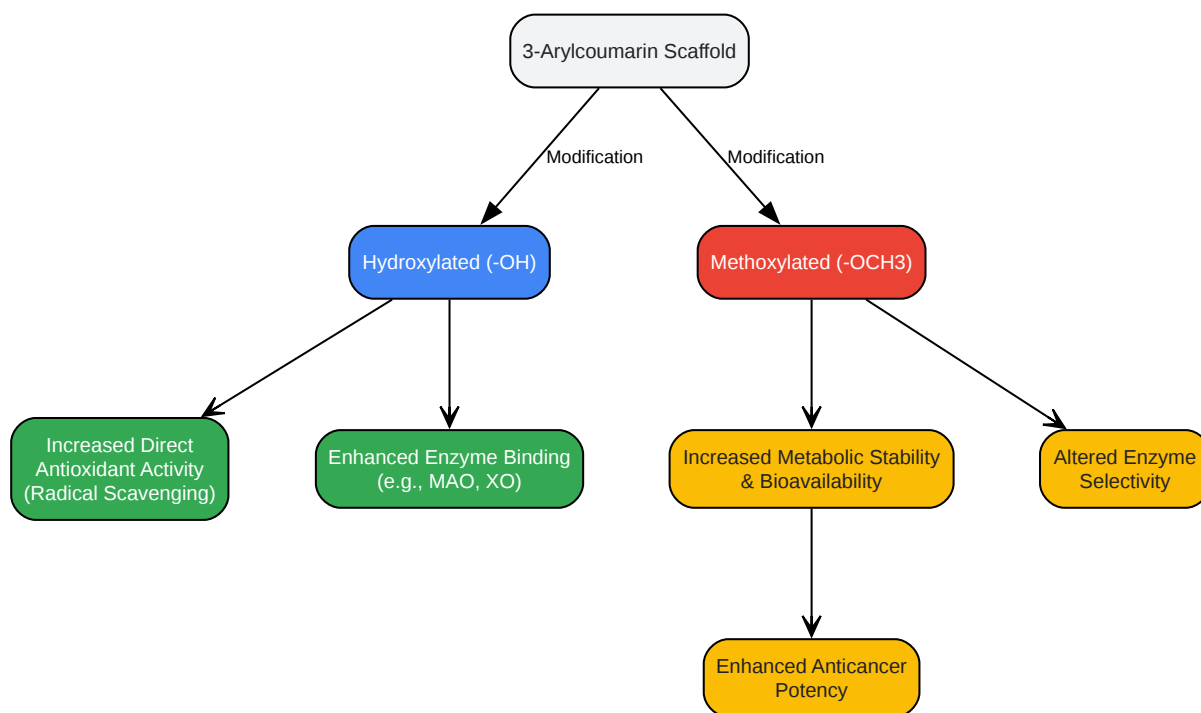 3-Arylcoumarin Scaffold
Modification
Modification
Hydroxylated (-OH)
Methoxylated (-OCH3)
Increased Direct
Antioxidant Activity
(Radical Scavenging)
Enhanced Enzyme Binding
(e.g., MAO, XO)
Increased Metabolic Stability
& Bioavailability
Altered Enzyme
Selectivity
Enhanced Anticancer
Potency